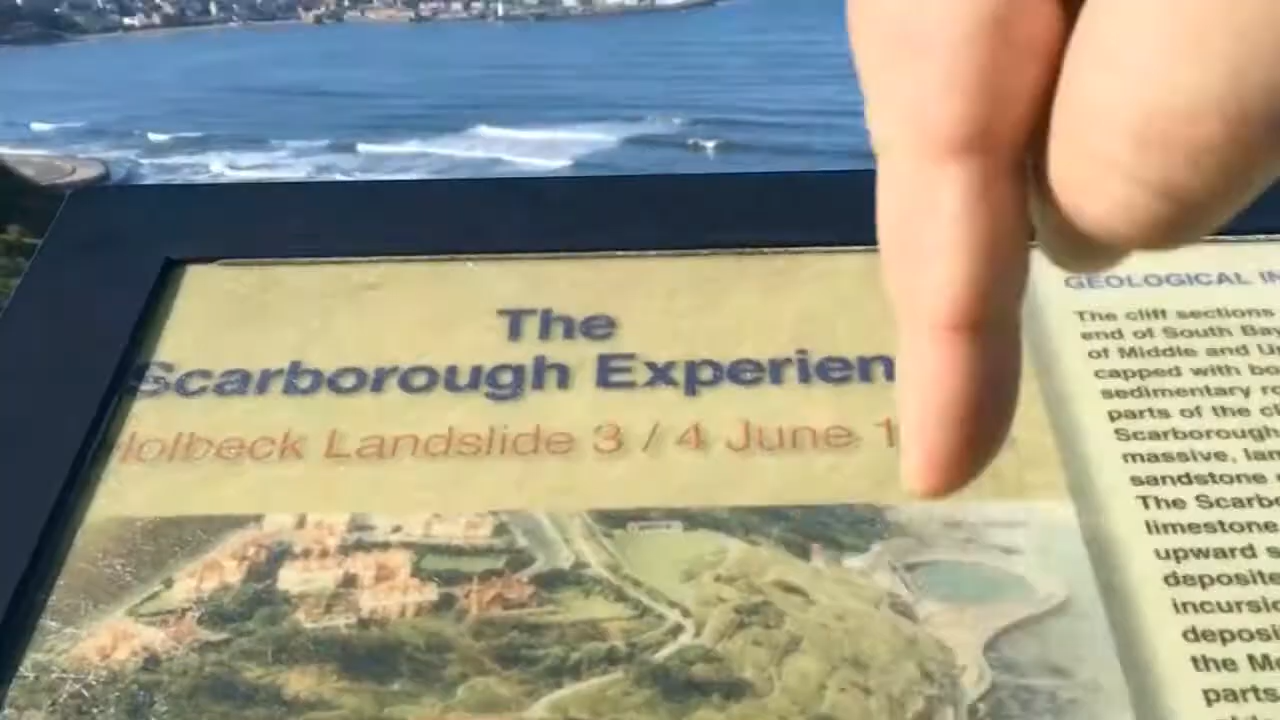 The
Scarborough Experien
Holbeck Landslide 3 / 4 June 1
GEOLOGICAL IN
The cliff sections
end of South Bay
of Middle and U
capped with bo
sedimentary ro
parts of the cl
Scarborough
massive, lan
sandstone
The Scarbo
limestone
upward s
deposite
incursio
deposi
the Mo
parts